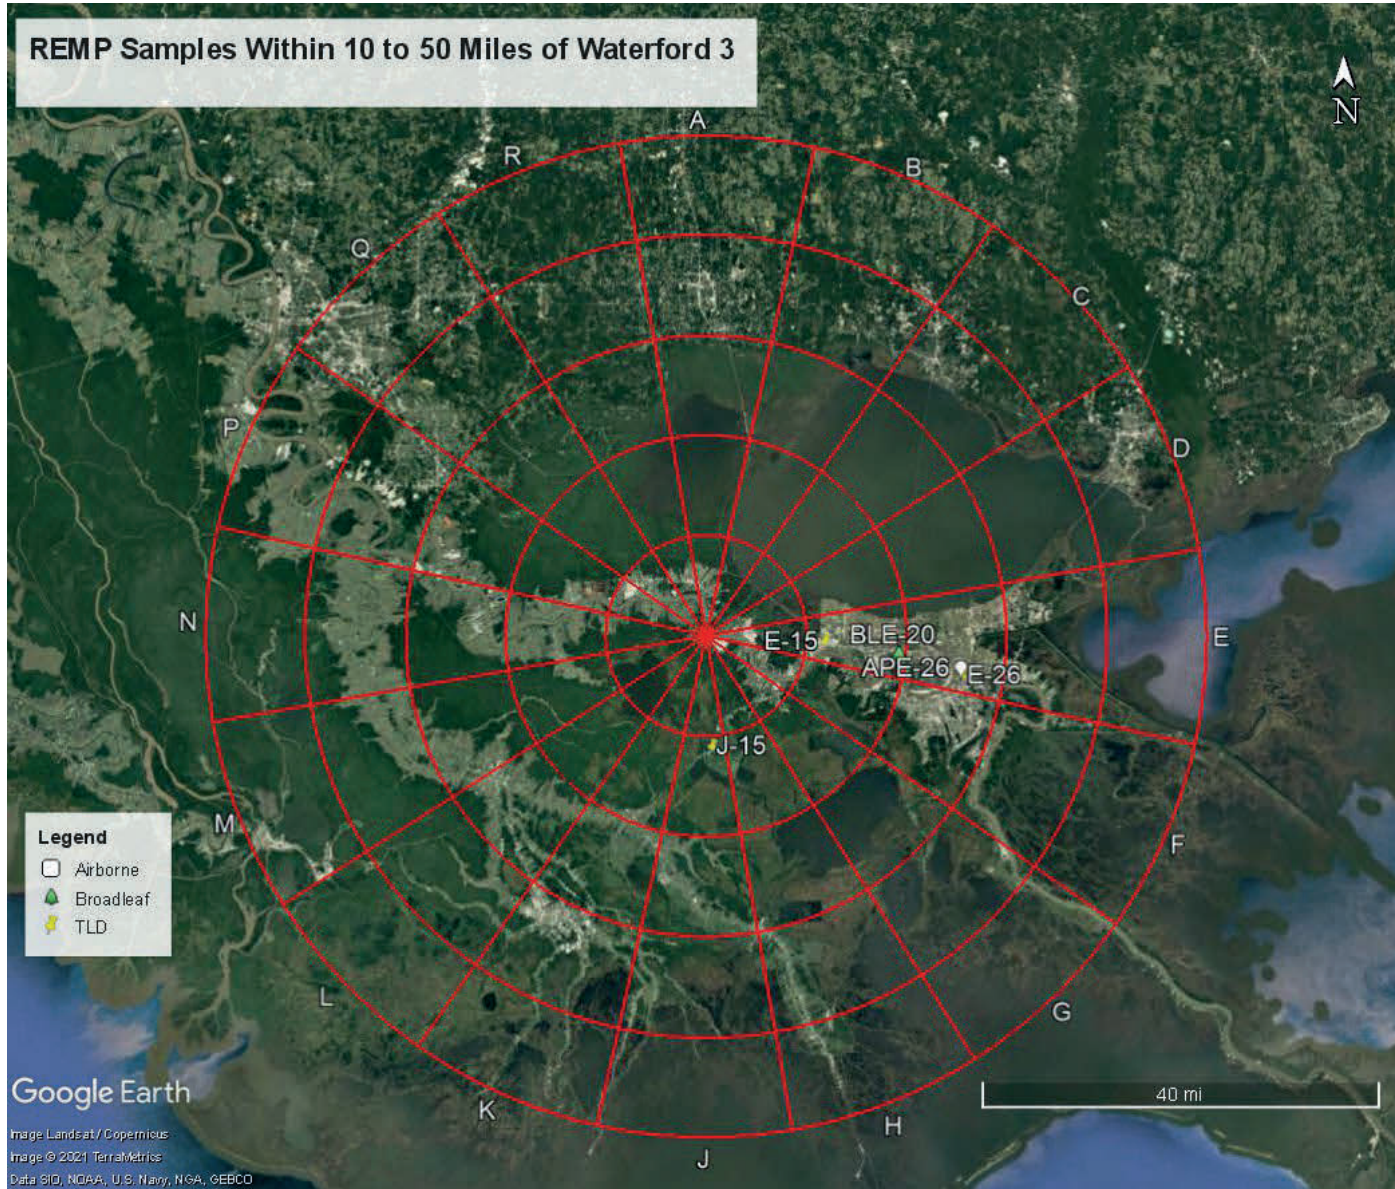 REMP Samples Within 10 to 50 Miles of Waterford 3
N
A
R
B
Q
C
P
D
N
E
E-15
BLE-20
APE-26
E-26
J-15
M
F
L
G
K
H
J
Legend
Airborne
Broadleaf
TLD
40 mi
Google Earth
Image Landsat / Copernicus
Image © 2021 TerraMetrics
Data SIO, NOAA, U.S. Navy, NGA, GEBCO